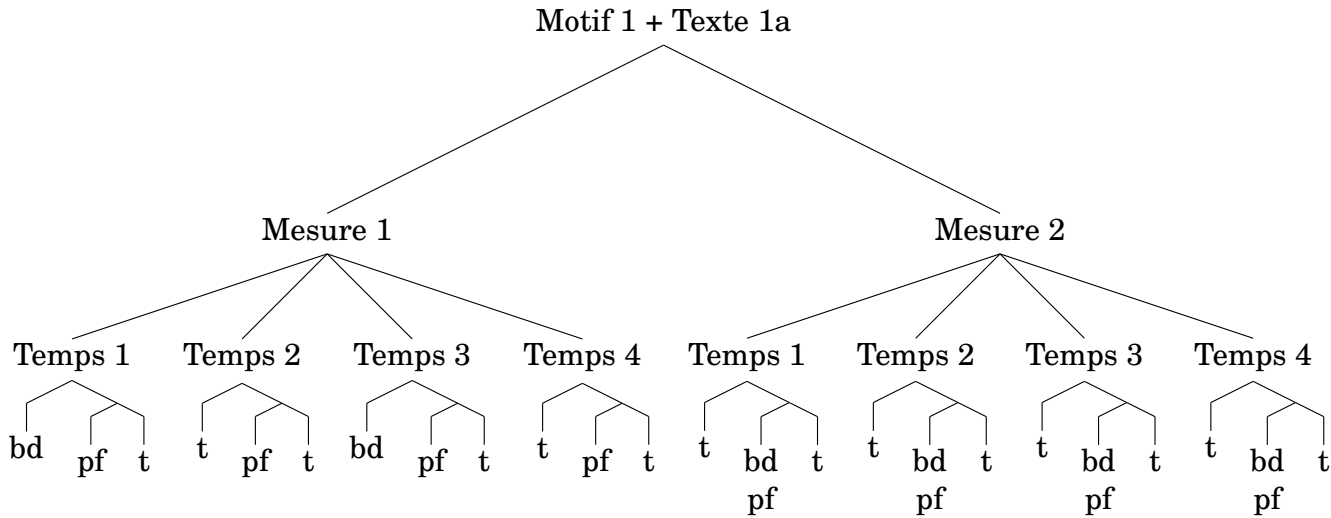 Motif 1 + Texte 1a
Mesure 1 Mesure 2
Temps 1 Temps 2 Temps 3 Temps 4 Temps 1 Temps 2 Temps 3 Temps 4
bd pf t t pf t bd pf t t pf t t bd t t bd t t bd t t bd t
pf pf pf pf